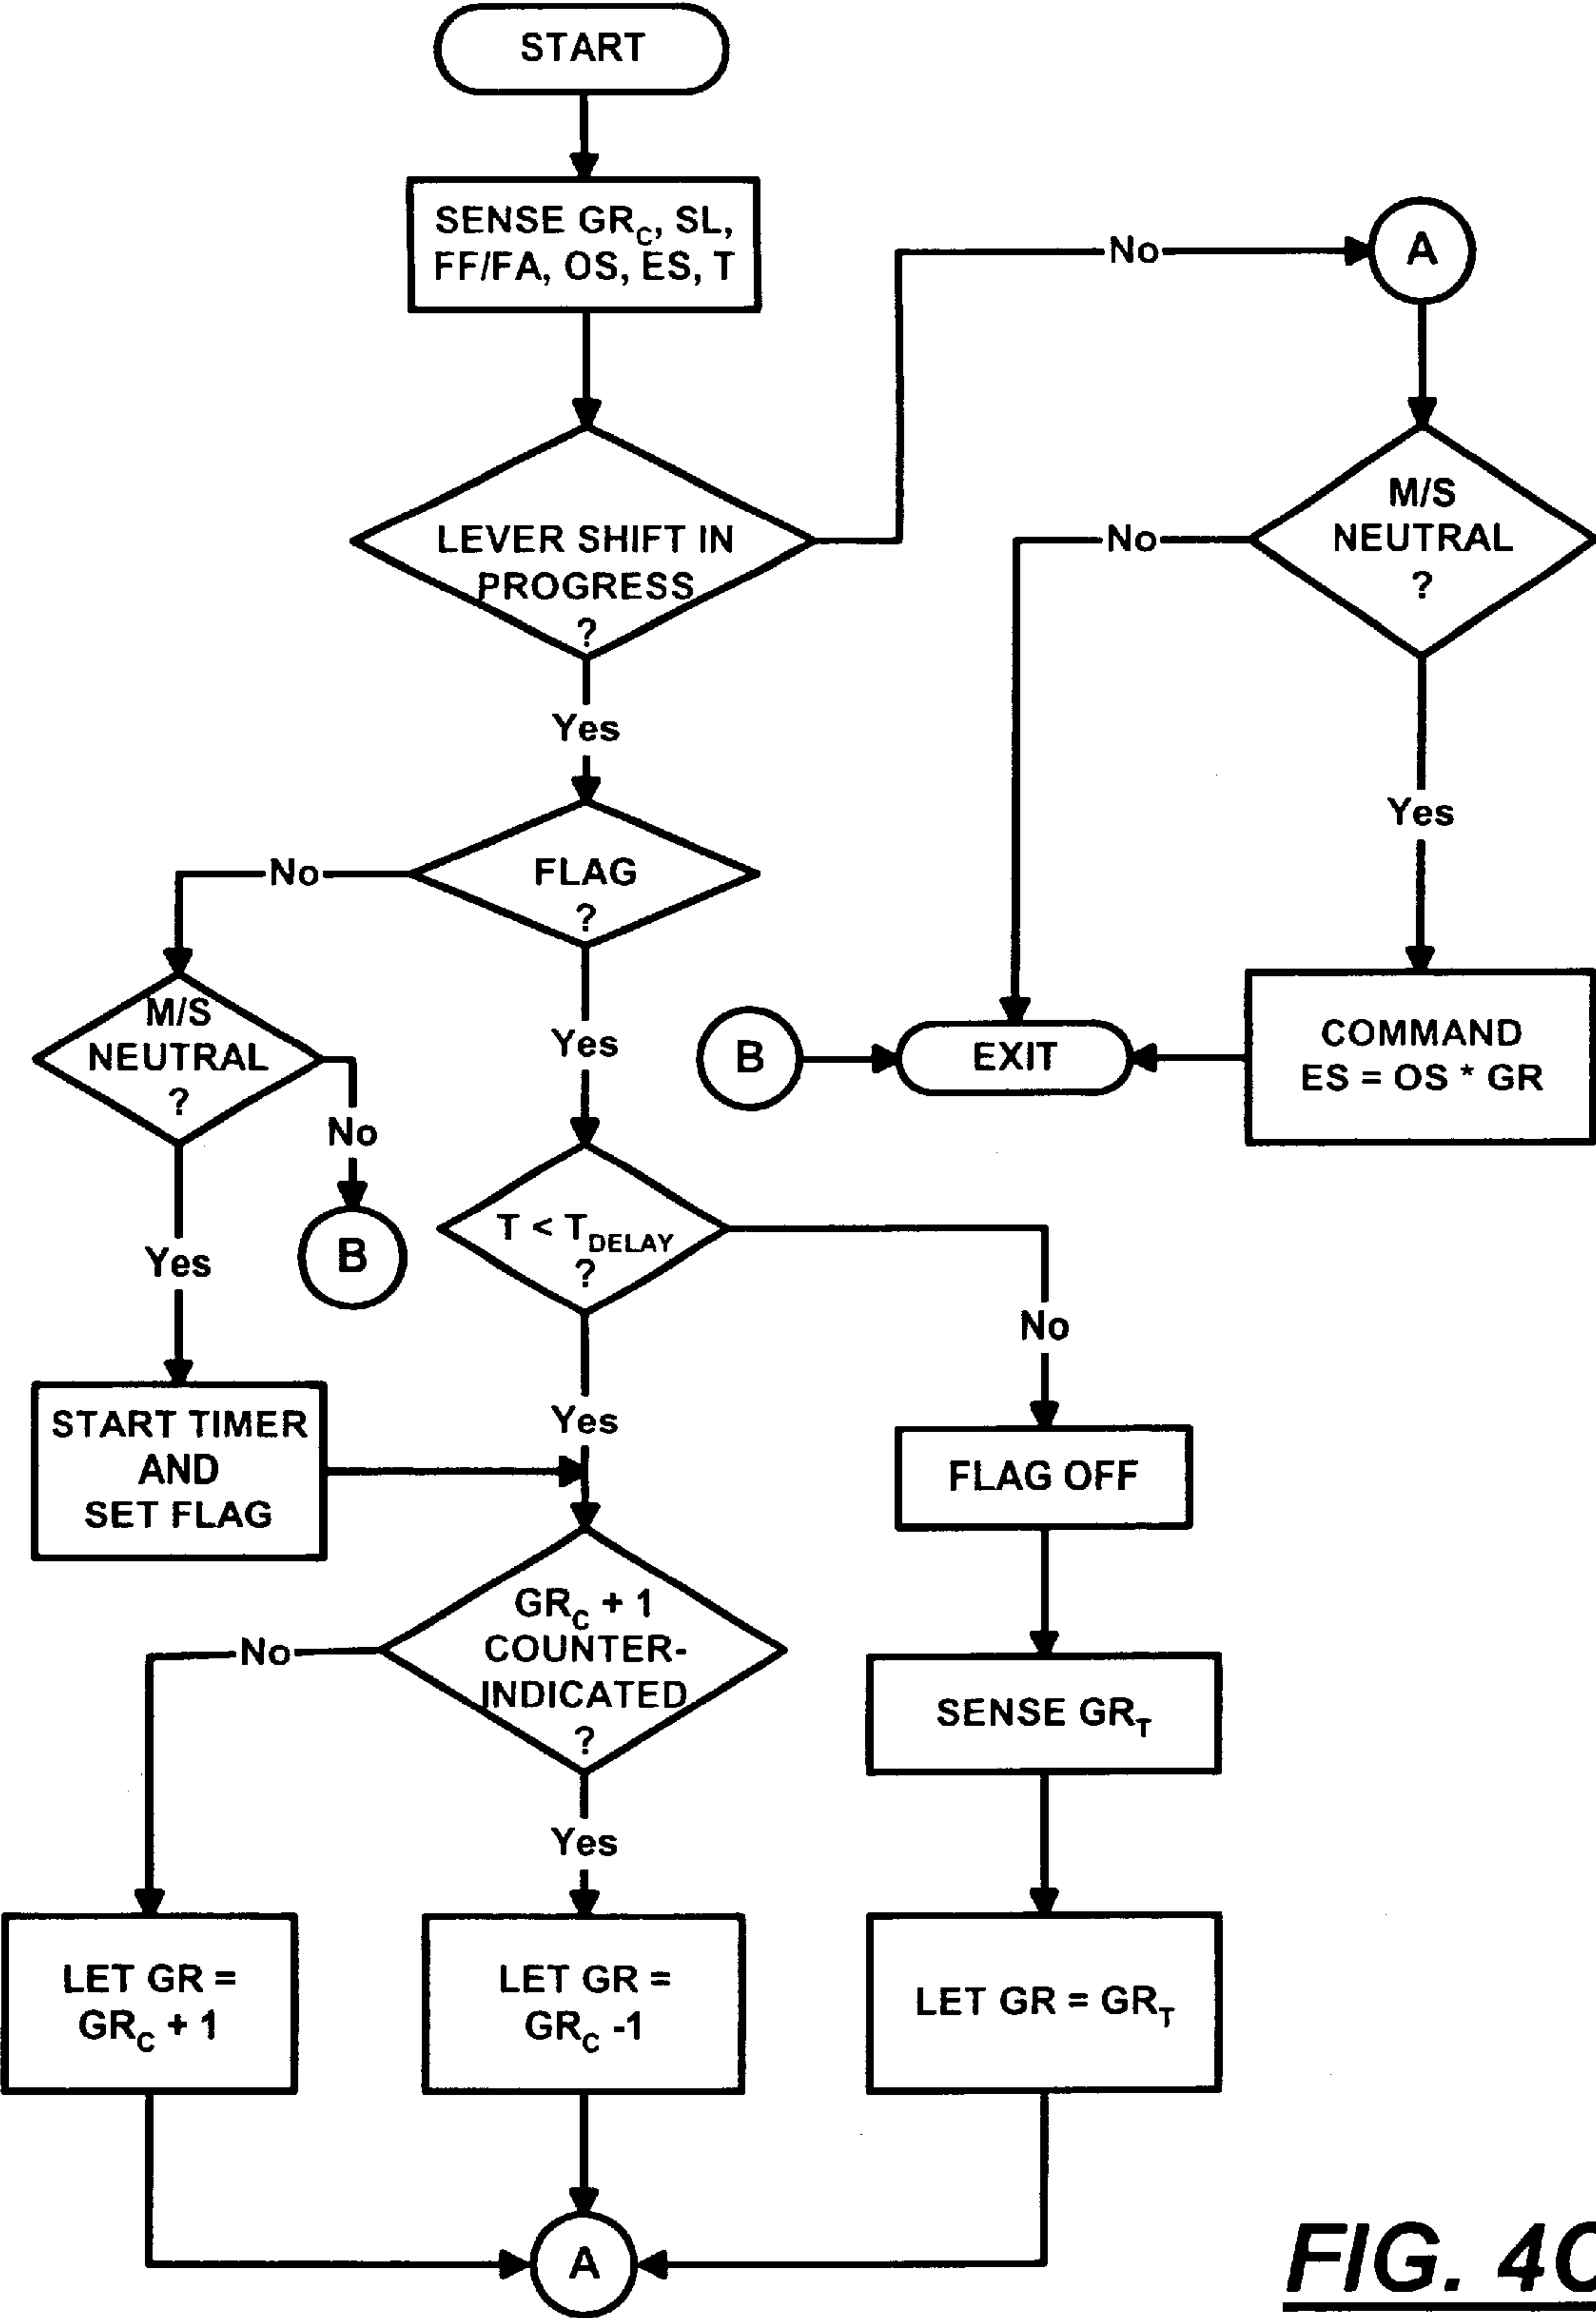 START
SENSE GRC, SL,
FF/FA, OS, ES, T
No
A
LEVER SHIFT IN
PROGRESS
?
M/S
NEUTRAL
?
No
Yes
Yes
FLAG
?
No
M/S
NEUTRAL
?
Yes
No
B
Yes
B
EXIT
COMMAND
ES = OS * GR
T < TDELAY
?
No
Yes
START TIMER
AND
SET FLAG
FLAG OFF
GRC + 1
COUNTER-
INDICATED
?
No
Yes
SENSE GRT
LET GR =
GRC + 1
LET GR =
GRC -1
LET GR = GRT
A
FIG. 4C